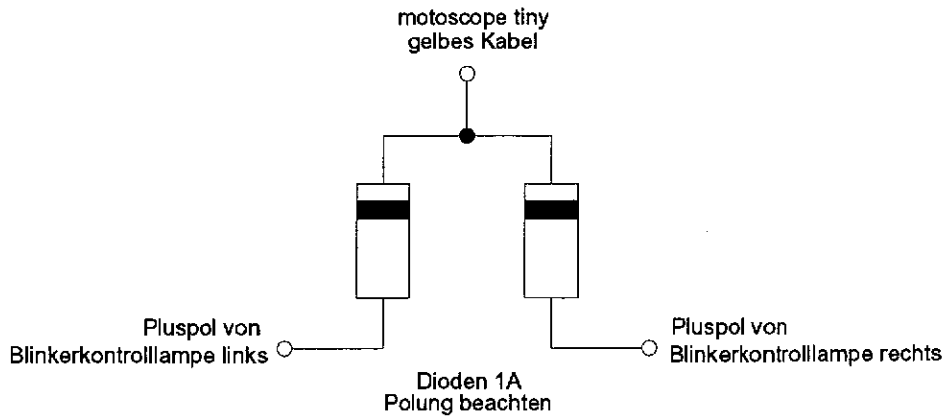 motoscope tiny
gelbes Kabel
Pluspol von
Blinkerkontrolllampe links
Pluspol von
Blinkerkontrolllampe rechts
Dioden 1A
Polung beachten